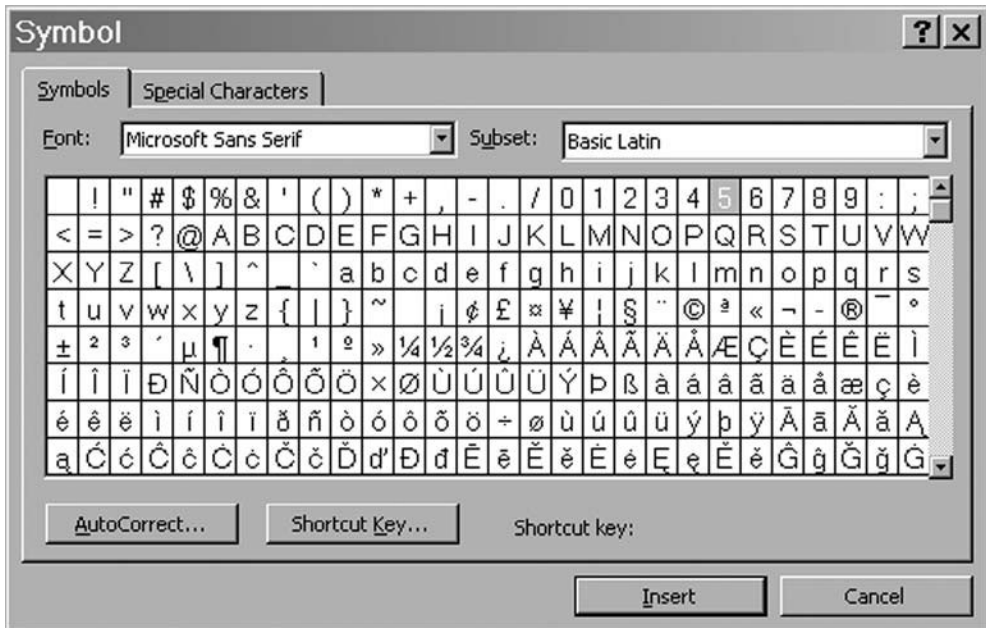 Symbol
Symbols Special Characters
Font: Microsoft Sans Serif Subset: Basic Latin
! " # $ % & ' ( ) * + , - . / 0 1 2 3 4 5 6 7 8 9 : ;
< = > ? @ A B C D E F G H I J K L M N O P Q R S T U V W
X Y Z [ \ ] ^ _ ` a b c d e f g h i j k l m n o p q r s
t u v w x y z { | } ~ ¡ ¢ £ ¤ ¥ ¦ § ¨ © ª « ¬ - ® ¯ °
± ² ³ ´ µ ¶ · ¸ ¹ º » ¼ ½ ¾ ¿ À Á Â Ã Ä Å Æ Ç È É Ê Ë Ì
Í Î Ï Ð Ñ Ò Ó Ô Õ Ö × Ø Ù Ú Û Ü Ý Þ ß à á â ã ä å æ ç è
é ê ë ì í î ï ð ñ ò ó ô õ ö ÷ ø ù ú û ü ý þ ÿ Ā ā Ă ă Ą
ą Ć ć Ĉ ĉ Ċ ċ Č č Ď ď Đ đ Ē ē Ĕ ĕ Ė ė Ę ę Ě ě Ĝ ĝ Ğ ğ Ġ
AutoCorrect... Shortcut Key... Shortcut key:
Insert Cancel